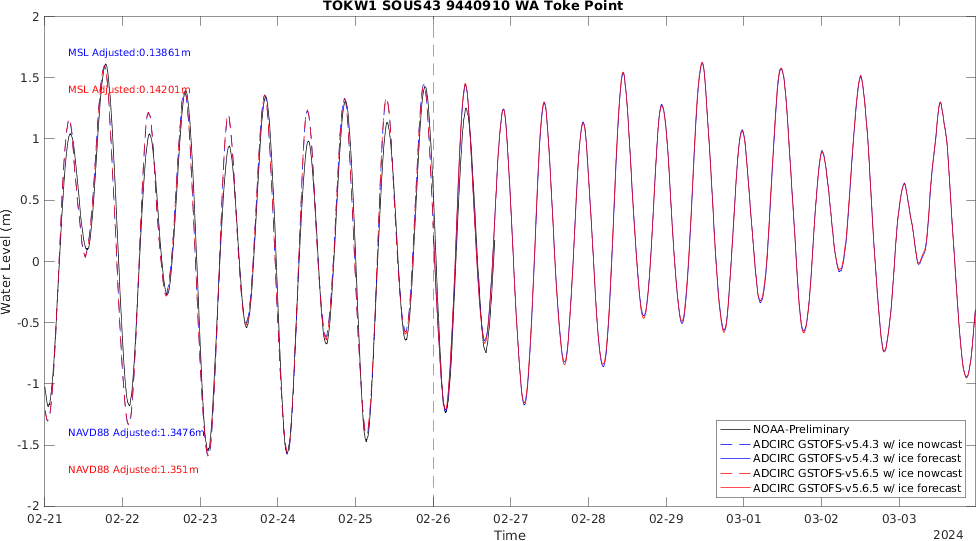 TOKW1 SOUS43 9440910 WA Toke Point
2
1.5
1
0.5
0
-0.5
-1
-1.5
-2
Water Level (m)
MSL Adjusted:0.13861m
MSL Adjusted:0.14201m
NAVD88 Adjusted:1.3476m
NAVD88 Adjusted:1.351m
NOAA-Preliminary
ADCIRC GSTOFS-v5.4.3 w/ ice nowcast
ADCIRC GSTOFS-v5.4.3 w/ ice forecast
ADCIRC GSTOFS-v5.6.5 w/ ice nowcast
ADCIRC GSTOFS-v5.6.5 w/ ice forecast
02-21 02-22 02-23 02-24 02-25 02-26 02-27 02-28 02-29 03-01 03-02 03-03
Time
2024